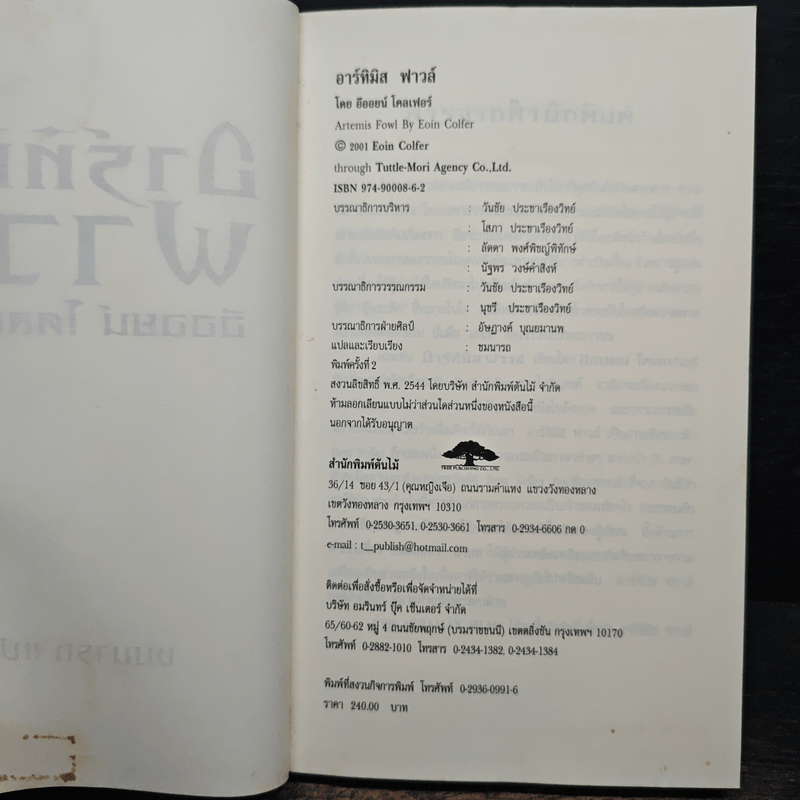 อาร์ทิมิส ฟาวล์
โดย อีออยน์ โคลเฟอร์
Artemis Fowl By Eoin Colfer
© 2001 Eoin Colfer
through Tuttle-Mori Agency Co.,Ltd.
ISBN 974-90008-6-2
บรรณาธิการบริหาร : วันชัย ประชาเรืองวิทย์
: โสภา ประชาเรืองวิทย์
: ลัดดา พงศ์พิชญ์พิทักษ์
: นัฐพร วงษ์คำสิงห์
บรรณาธิการวรรณกรรม : วันชัย ประชาเรืองวิทย์
: นุชรี ประชาเรืองวิทย์
บรรณาธิการฝ่ายศิลป์ : อัษฎางค์ บุณยมานพ
แปลและเรียบเรียง : ชมนารถ
พิมพ์ครั้งที่ 2
สงวนลิขสิทธิ์ พ.ศ. 2544 โดยบริษัท สำนักพิมพ์ต้นไม้ จำกัด
ห้ามลอกเลียนแบบไม่ว่าส่วนใดส่วนหนึ่งของหนังสือนี้
นอกจากได้รับอนุญาต
TREE PUBLISHING CO., LTD.
สำนักพิมพ์ต้นไม้
36/14 ซอย 43/1 (คุณหญิงเจือ) ถนนรามคำแหง แขวงวังทองหลาง
เขตวังทองหลาง กรุงเทพฯ 10310
โทรศัพท์ 0-2530-3651, 0-2530-3661 โทรสาร 0-2934-6606 กด 0
e-mail : t__publish@hotmail.com
ติดต่อเพื่อสั่งซื้อหรือเพื่อจัดจำหน่ายได้ที่
บริษัท อมรินทร์ บุ๊ค เซ็นเตอร์ จำกัด
65/60-62 หมู่ 4 ถนนชัยพฤกษ์ (บรมราชชนนี) เขตตลิ่งชัน กรุงเทพฯ 10170
โทรศัพท์ 0-2882-1010 โทรสาร 0-2434-1382, 0-2434-1384
พิมพ์ที่สงวนกิจการพิมพ์ โทรศัพท์ 0-2936-0991-6
ราคา 240.00 บาท